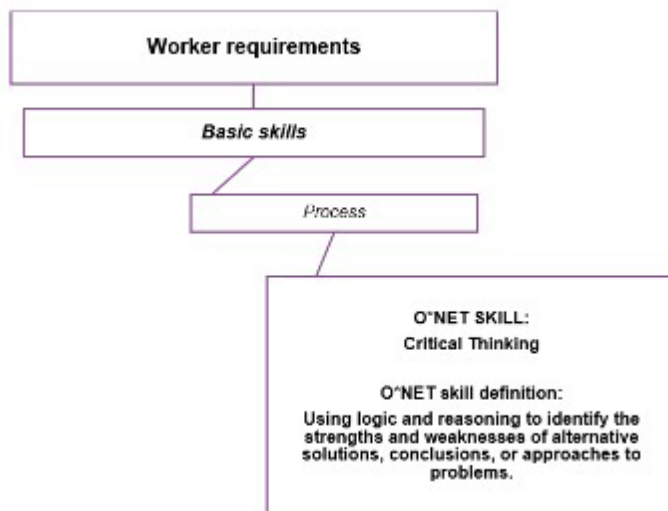 Worker requirements
Basic skills
Process
O*NET SKILL:
Critical Thinking
O*NET skill definition:
Using logic and reasoning to identify the
strengths and weaknesses of alternative
solutions, conclusions, or approaches to
problems.